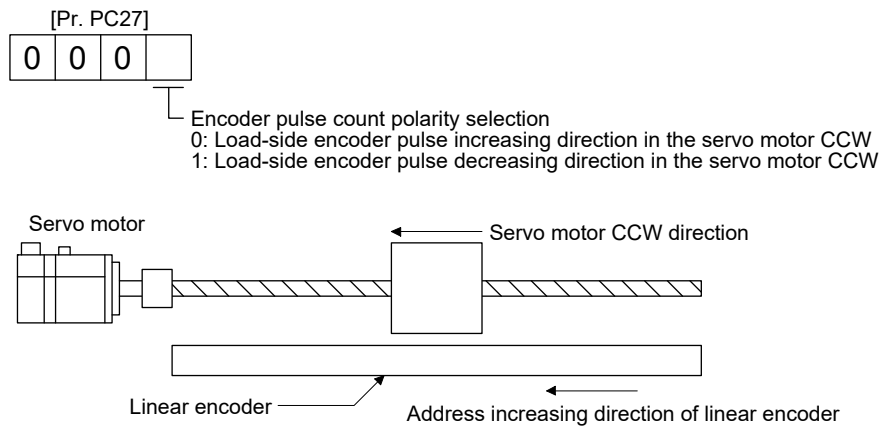 [Pr. PC27]
0 0 0
Encoder pulse count polarity selection
0: Load-side encoder pulse increasing direction in the servo motor CCW
1: Load-side encoder pulse decreasing direction in the servo motor CCW
Servo motor
Servo motor CCW direction
Linear encoder
Address increasing direction of linear encoder